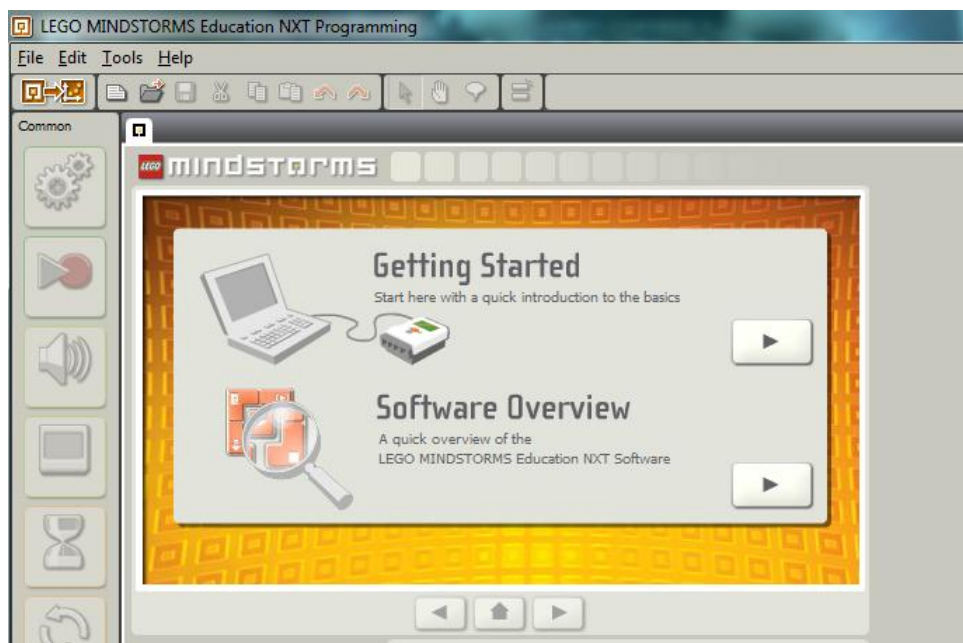 LEGO MINDSTORMS Education NXT Programming
File Edit Tools Help
Common
LEGO mindstorms
Getting Started
Start here with a quick introduction to the basics
Software Overview
A quick overview of the
LEGO MINDSTORMS Education NXT Software